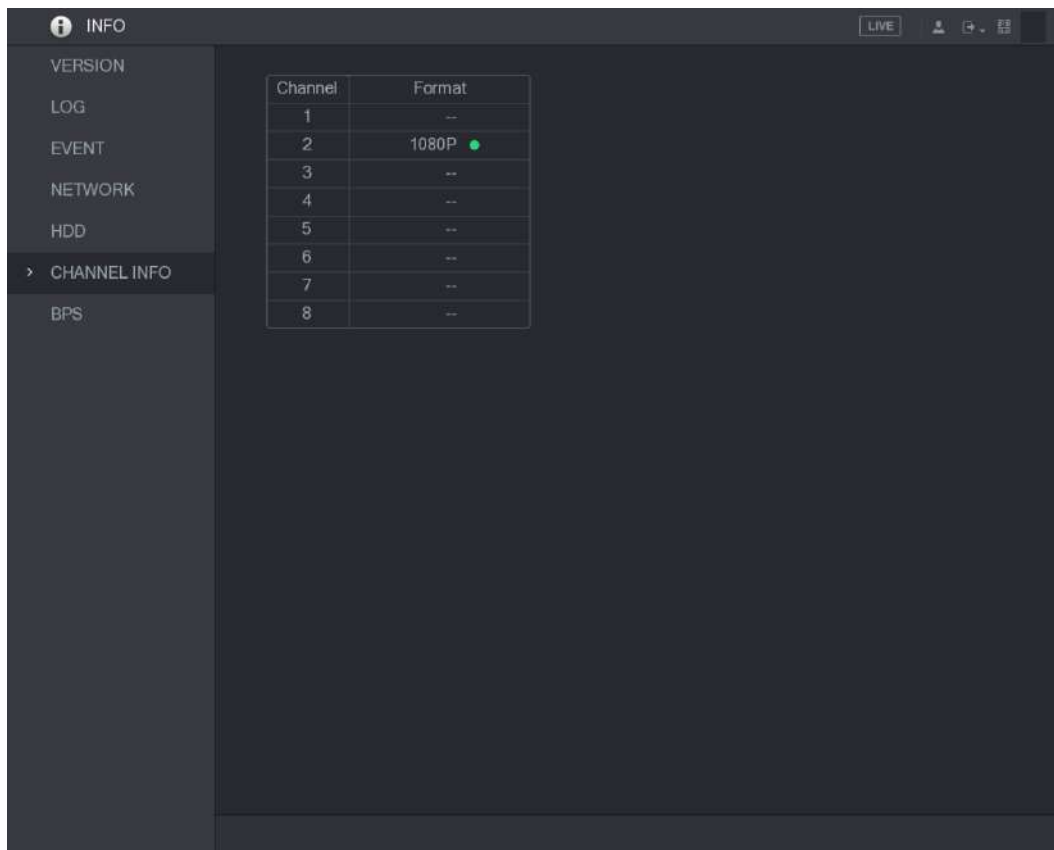 INFO
LIVE
VERSION
LOG
EVENT
NETWORK
HDD
> CHANNEL INFO
BPS
Channel Format
1 --
2 1080P
3 --
4 --
5 --
6 --
7 --
8 --